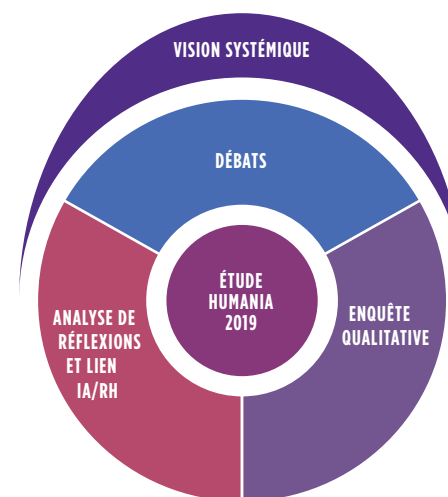 VISION SYSTÉMIQUE
DÉBATS
ÉTUDE
HUMANIA
2019
ANALYSE DE
RÉFLEXIONS
ET LIEN
IA/RH
ENQUÊTE
QUALITATIVE